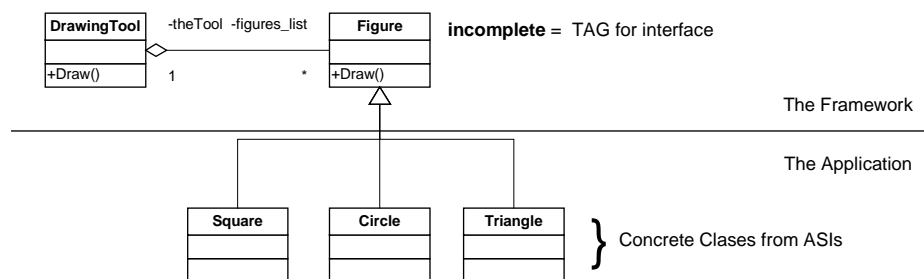 DrawingTool
-theTool -figures_list
Figure
incomplete = TAG for interface
+Draw()
1
*
+Draw()
The Framework
The Application
Square
Circle
Triangle
} Concrete Clases from ASIs